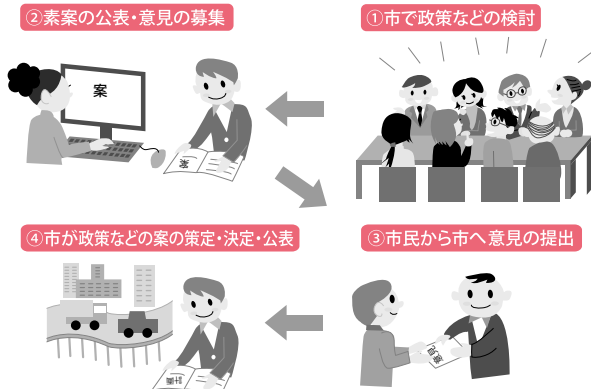 ②素案の公表・意見の募集
①市で政策などの検討
案
案
④市が政策などの案の策定・決定・公表
③市民から市へ意見の提出
意見
計画